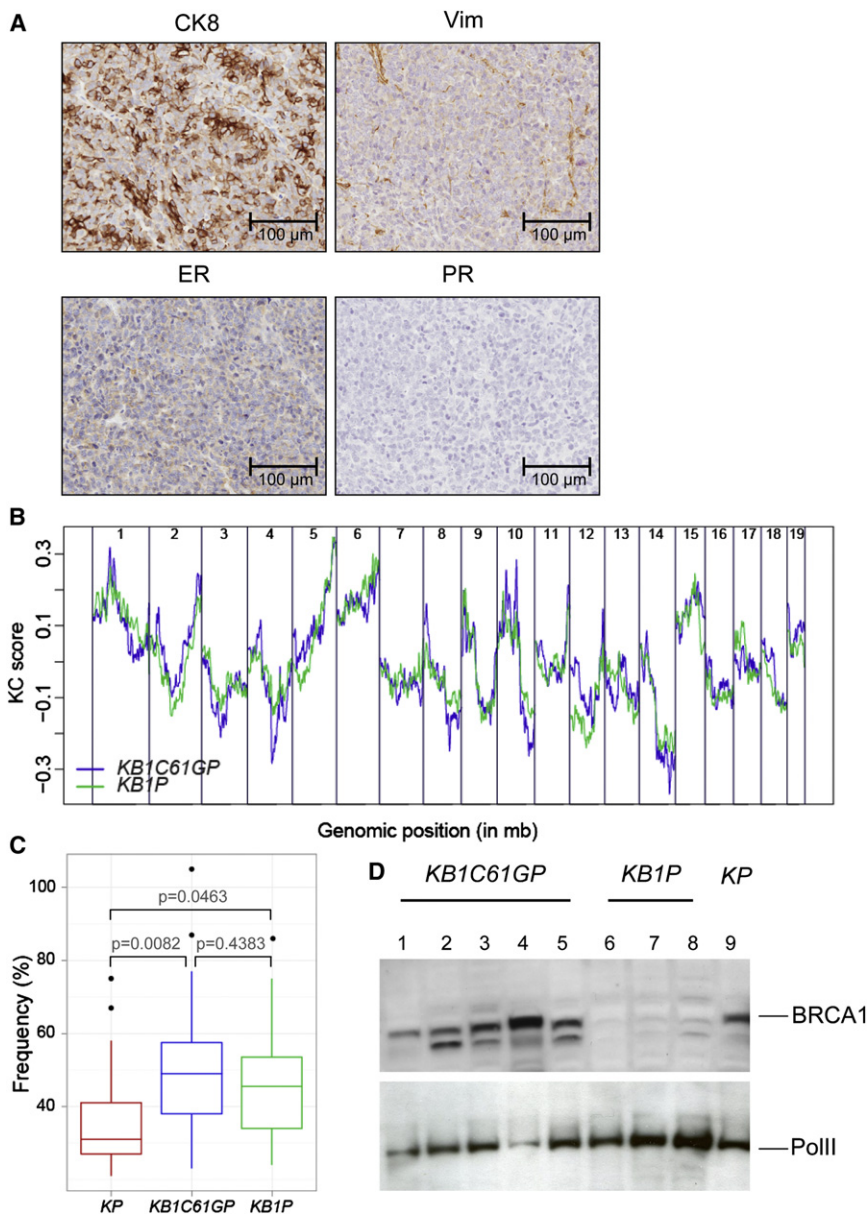 A
CK8
Vim
100 µm
100 µm
ER
PR
100 µm
100 µm
B
1 2 3 4 5 6 7 8 9 10 11 12 13 14 15 16 17 18 19
KC score
0.3
0.1
−0.1
−0.3
KB1C61GP
KB1P
Genomic position (in mb)
C
Frequency (%)
100
80
60
40
p=0.0463
p=0.0082
p=0.4383
KP KB1C61GP KB1P
D
KB1C61GP KB1P KP
1 2 3 4 5 6 7 8 9
BRCA1
PolII